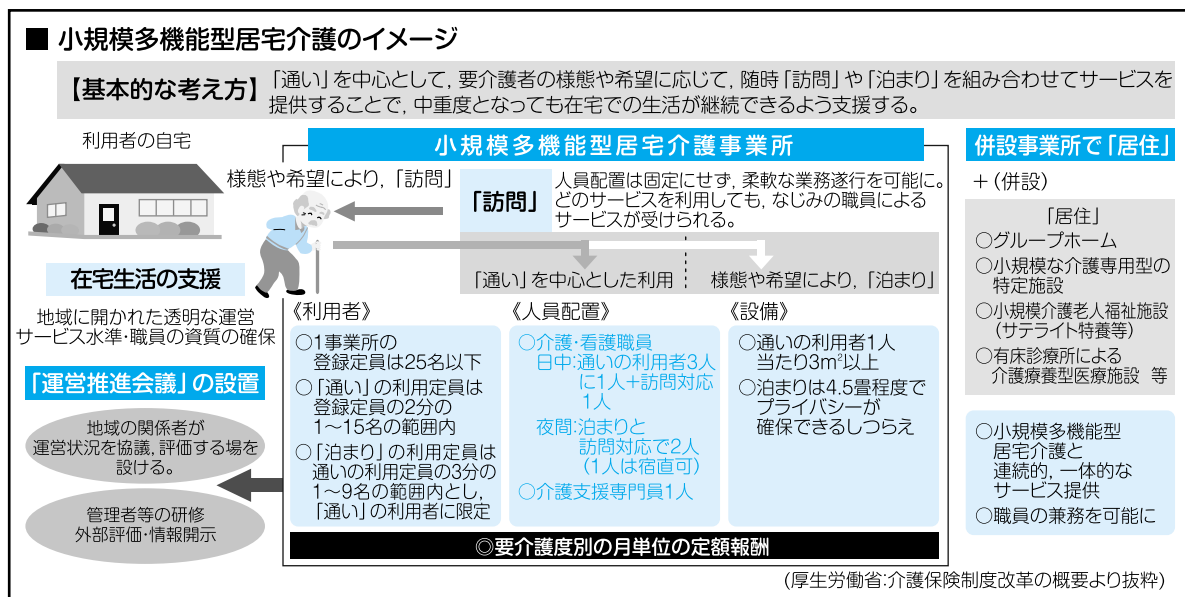 ■ 小規模多機能型居宅介護のイメージ
【基本的な考え方】
「通い」を中心として,要介護者の様態や希望に応じて,随時「訪問」や「泊まり」を組み合わせてサービスを
提供することで,中重度となっても在宅での生活が継続できるよう支援する。
利用者の自宅
小規模多機能型居宅介護事業所
様態や希望により,「訪問」
「訪問」
人員配置は固定にせず,柔軟な業務遂行を可能に。
どのサービスを利用しても,なじみの職員による
サービスが受けられる。
「通い」を中心とした利用
様態や希望により,「泊まり」
在宅生活の支援
地域に開かれた透明な運営
サービス水準・職員の資質の確保
「運営推進会議」の設置
地域の関係者が
運営状況を協議,評価する場を
設ける。
管理者等の研修
外部評価・情報開示
《利用者》
○1事業所の
登録定員は25名以下
○「通い」の利用定員は
登録定員の2分の
1〜15名の範囲内
○「泊まり」の利用定員は
通いの利用定員の3分の
1〜9名の範囲内とし,
「通い」の利用者に限定
《人員配置》
○介護・看護職員
日中:通いの利用者3人
に1人+訪問対応
1人
夜間:泊まりと
訪問対応で2人
(1人は宿直可)
○介護支援専門員1人
《設備》
○通いの利用者1人
当たり3m²以上
○泊まりは4.5畳程度で
プライバシーが
確保できるしつらえ
◎要介護度別の月単位の定額報酬
併設事業所で「居住」
+(併設)
「居住」
○グループホーム
○小規模な介護専用型の
特定施設
○小規模介護老人福祉施設
(サテライト特養等)
○有床診療所による
介護療養型医療施設 等
○小規模多機能型
居宅介護と
連続的,一体的な
サービス提供
○職員の兼務を可能に
(厚生労働省:介護保険制度改革の概要より抜粋)